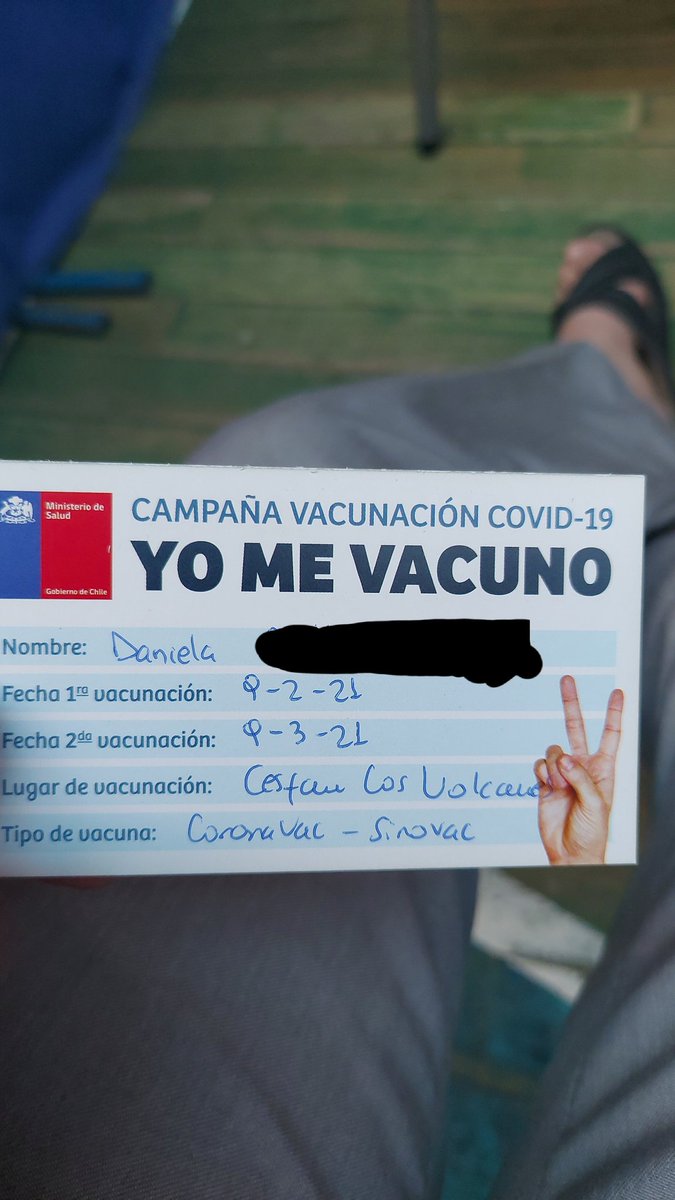 Ministerio de
Salud
Gobierno de Chile
CAMPAÑA VACUNACIÓN COVID-19
YO ME VACUNO
Nombre: Daniela
Fecha 1ra vacunación: 9-2-21
Fecha 2da vacunación: 9-3-21
Lugar de vacunación: Cesfam Los Volcanes
Tipo de vacuna: CoronaVac - Sinovac